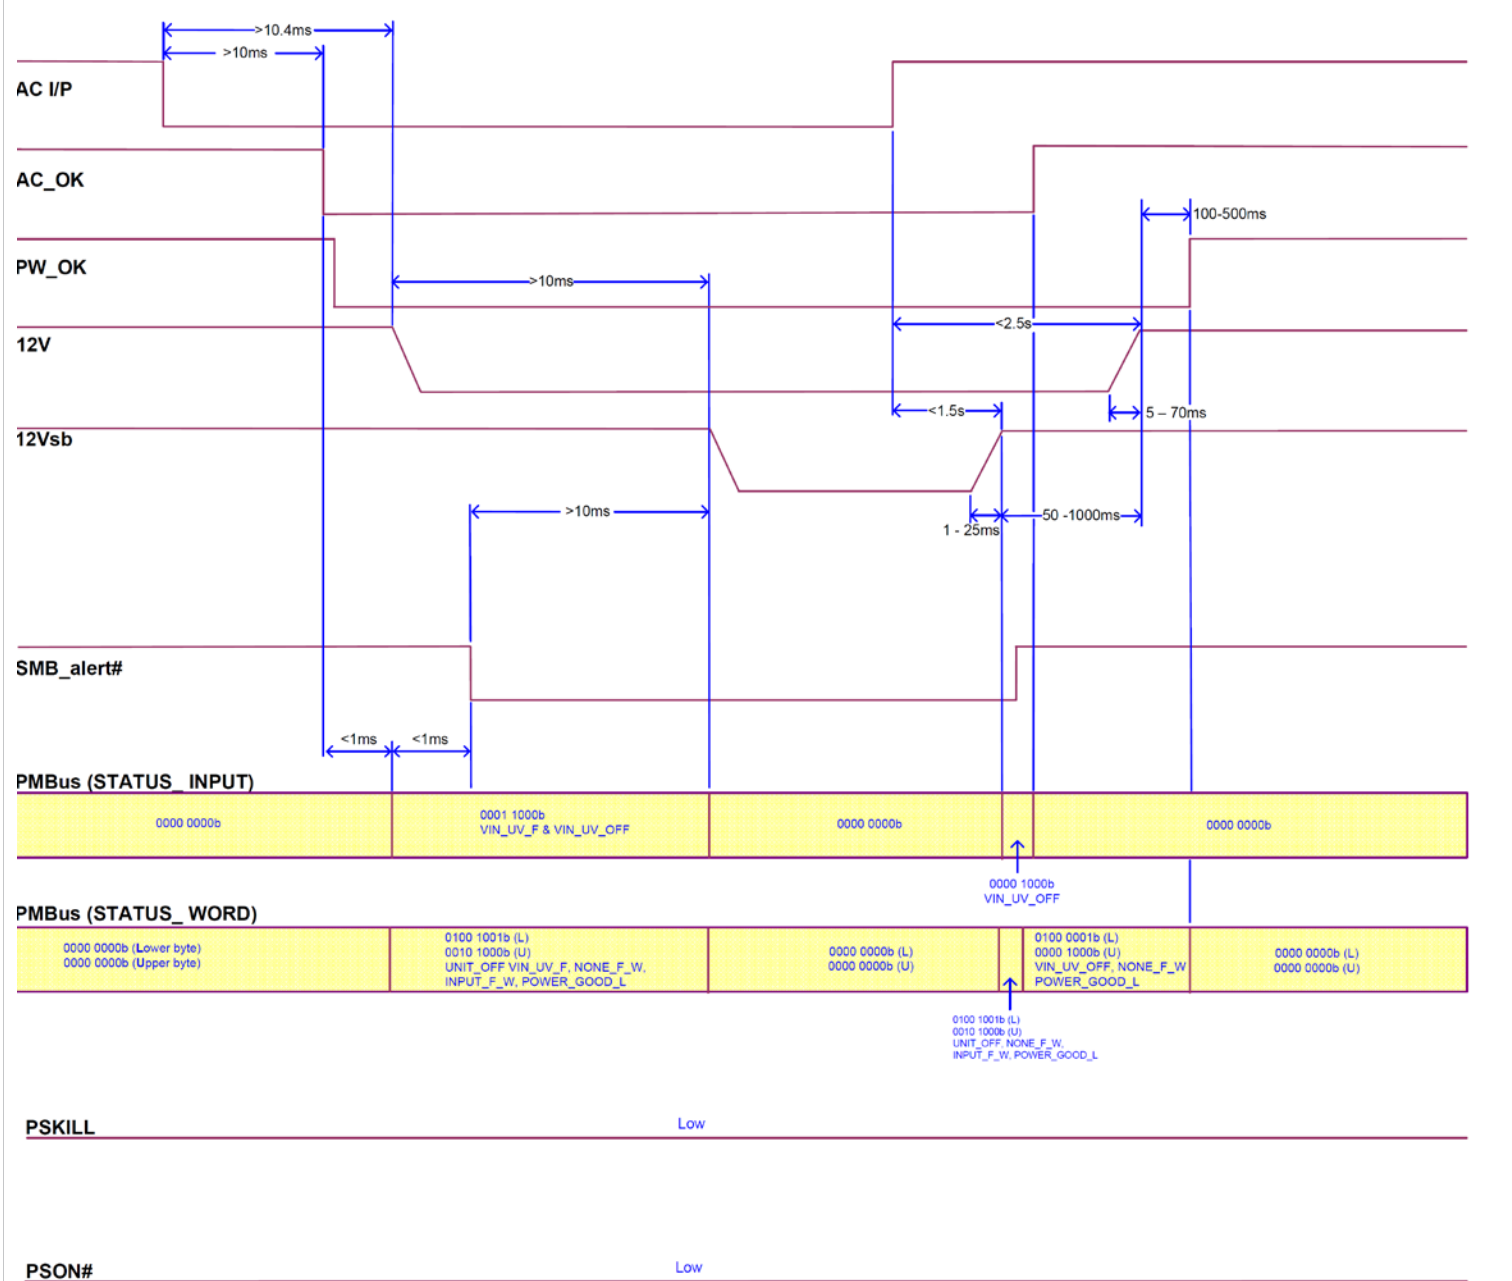 >10.4ms
>10ms
AC I/P
AC_OK
100-500ms
PW_OK
>10ms
<2.5s
12V
<1.5s
5 – 70ms
12Vsb
>10ms
50 -1000ms
1 - 25ms
SMB_alert#
<1ms
<1ms
PMBus (STATUS_ INPUT)
0000 0000b
0001 1000b
VIN_UV_F & VIN_UV_OFF
0000 0000b
0000 0000b
0000 1000b
VIN_UV_OFF
PMBus (STATUS_ WORD)
0000 0000b (Lower byte)
0000 0000b (Upper byte)
0100 1001b (L)
0010 1000b (U)
UNIT_OFF VIN_UV_F, NONE_F_W,
INPUT_F_W, POWER_GOOD_L
0000 0000b (L)
0000 0000b (U)
0100 0001b (L)
0000 1000b (U)
VIN_UV_OFF, NONE_F_W
POWER_GOOD_L
0000 0000b (L)
0000 0000b (U)
0100 1001b (L)
0010 1000b (U)
UNIT_OFF, NONE_F_W,
INPUT_F_W, POWER_GOOD_L
PSKILL
Low
PSON#
Low